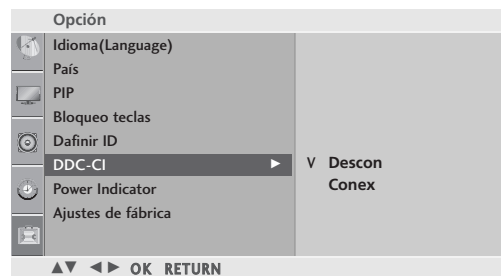 Opción
Idioma(Language)
País
PIP
Bloqueo teclas
Dafinir ID
DDC-CI ► V Descon
Conex
Power Indicator
Ajustes de fábrica
▲▼ ◄► OK RETURN